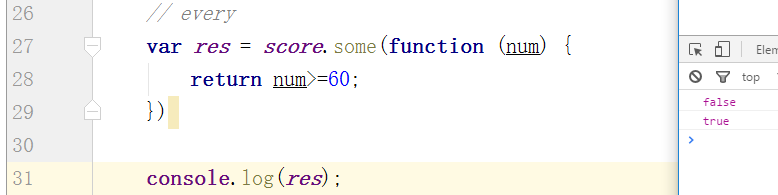 26 // every
27 var res = score.some(function (num) {
28 return num>=60;
29 })
30
31 console.log(res);
Elem
top
false
true
>